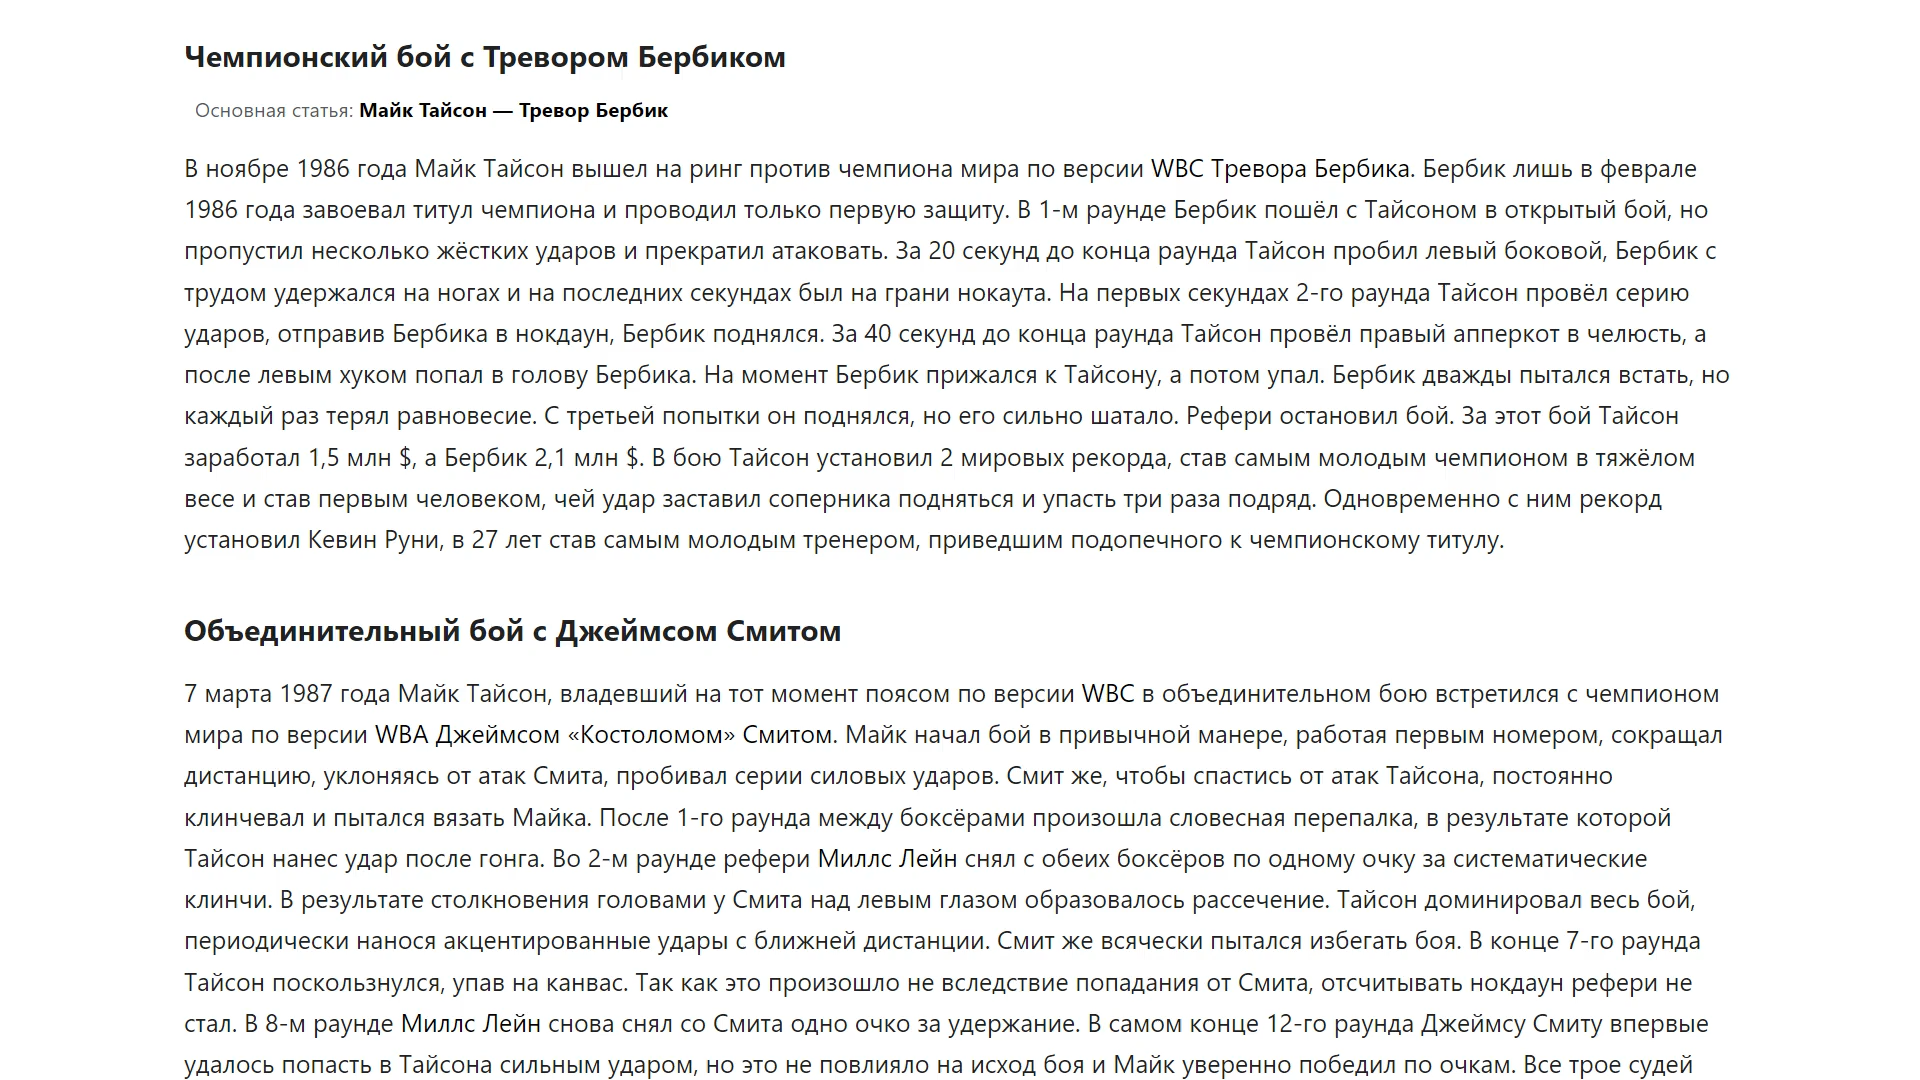 Чемпионский бой с Тревором Бербиком
Основная статья: Майк Тайсон — Тревор Бербик
В ноябре 1986 года Майк Тайсон вышел на ринг против чемпиона мира по версии WBC Тревора Бербика. Бербик лишь в феврале
1986 года завоевал титул чемпиона и проводил только первую защиту. В 1-м раунде Бербик пошёл с Тайсоном в открытый бой, но
пропустил несколько жёстких ударов и прекратил атаковать. За 20 секунд до конца раунда Тайсон пробил левый боковой, Бербик с
трудом удержался на ногах и на последних секундах был на грани нокаута. На первых секундах 2-го раунда Тайсон провёл серию
ударов, отправив Бербика в нокдаун, Бербик поднялся. За 40 секунд до конца раунда Тайсон провёл правый апперкот в челюсть, а
после левым хуком попал в голову Бербика. На момент Бербик прижался к Тайсону, а потом упал. Бербик дважды пытался встать, но
каждый раз терял равновесие. С третьей попытки он поднялся, но его сильно шатало. Рефери остановил бой. За этот бой Тайсон
заработал 1,5 млн $, а Бербик 2,1 млн $. В бою Тайсон установил 2 мировых рекорда, став самым молодым чемпионом в тяжёлом
весе и став первым человеком, чей удар заставил соперника подняться и упасть три раза подряд. Одновременно с ним рекорд
установил Кевин Руни, в 27 лет став самым молодым тренером, приведшим подопечного к чемпионскому титулу.
Объединительный бой с Джеймсом Смитом
7 марта 1987 года Майк Тайсон, владевший на тот момент поясом по версии WBC в объединительном бою встретился с чемпионом
мира по версии WBA Джеймсом «Костоломом» Смитом. Майк начал бой в привычной манере, работая первым номером, сокращал
дистанцию, уклоняясь от атак Смита, пробивал серии силовых ударов. Смит же, чтобы спастись от атак Тайсона, постоянно
клинчевал и пытался вязать Майка. После 1-го раунда между боксёрами произошла словесная перепалка, в результате которой
Тайсон нанес удар после гонга. Во 2-м раунде рефери Миллс Лейн снял с обеих боксёров по одному очку за систематические
клинчи. В результате столкновения головами у Смита над левым глазом образовалось рассечение. Тайсон доминировал весь бой,
периодически нанося акцентированные удары с ближней дистанции. Смит же всячески пытался избегать боя. В конце 7-го раунда
Тайсон поскользнулся, упав на канвас. Так как это произошло не вследствие попадания от Смита, отсчитывать нокдаун рефери не
стал. В 8-м раунде Миллс Лейн снова снял со Смита одно очко за удержание. В самом конце 12-го раунда Джеймсу Смиту впервые
удалось попасть в Тайсона сильным ударом, но это не повлияло на исход боя и Майк уверенно победил по очкам. Все трое судей